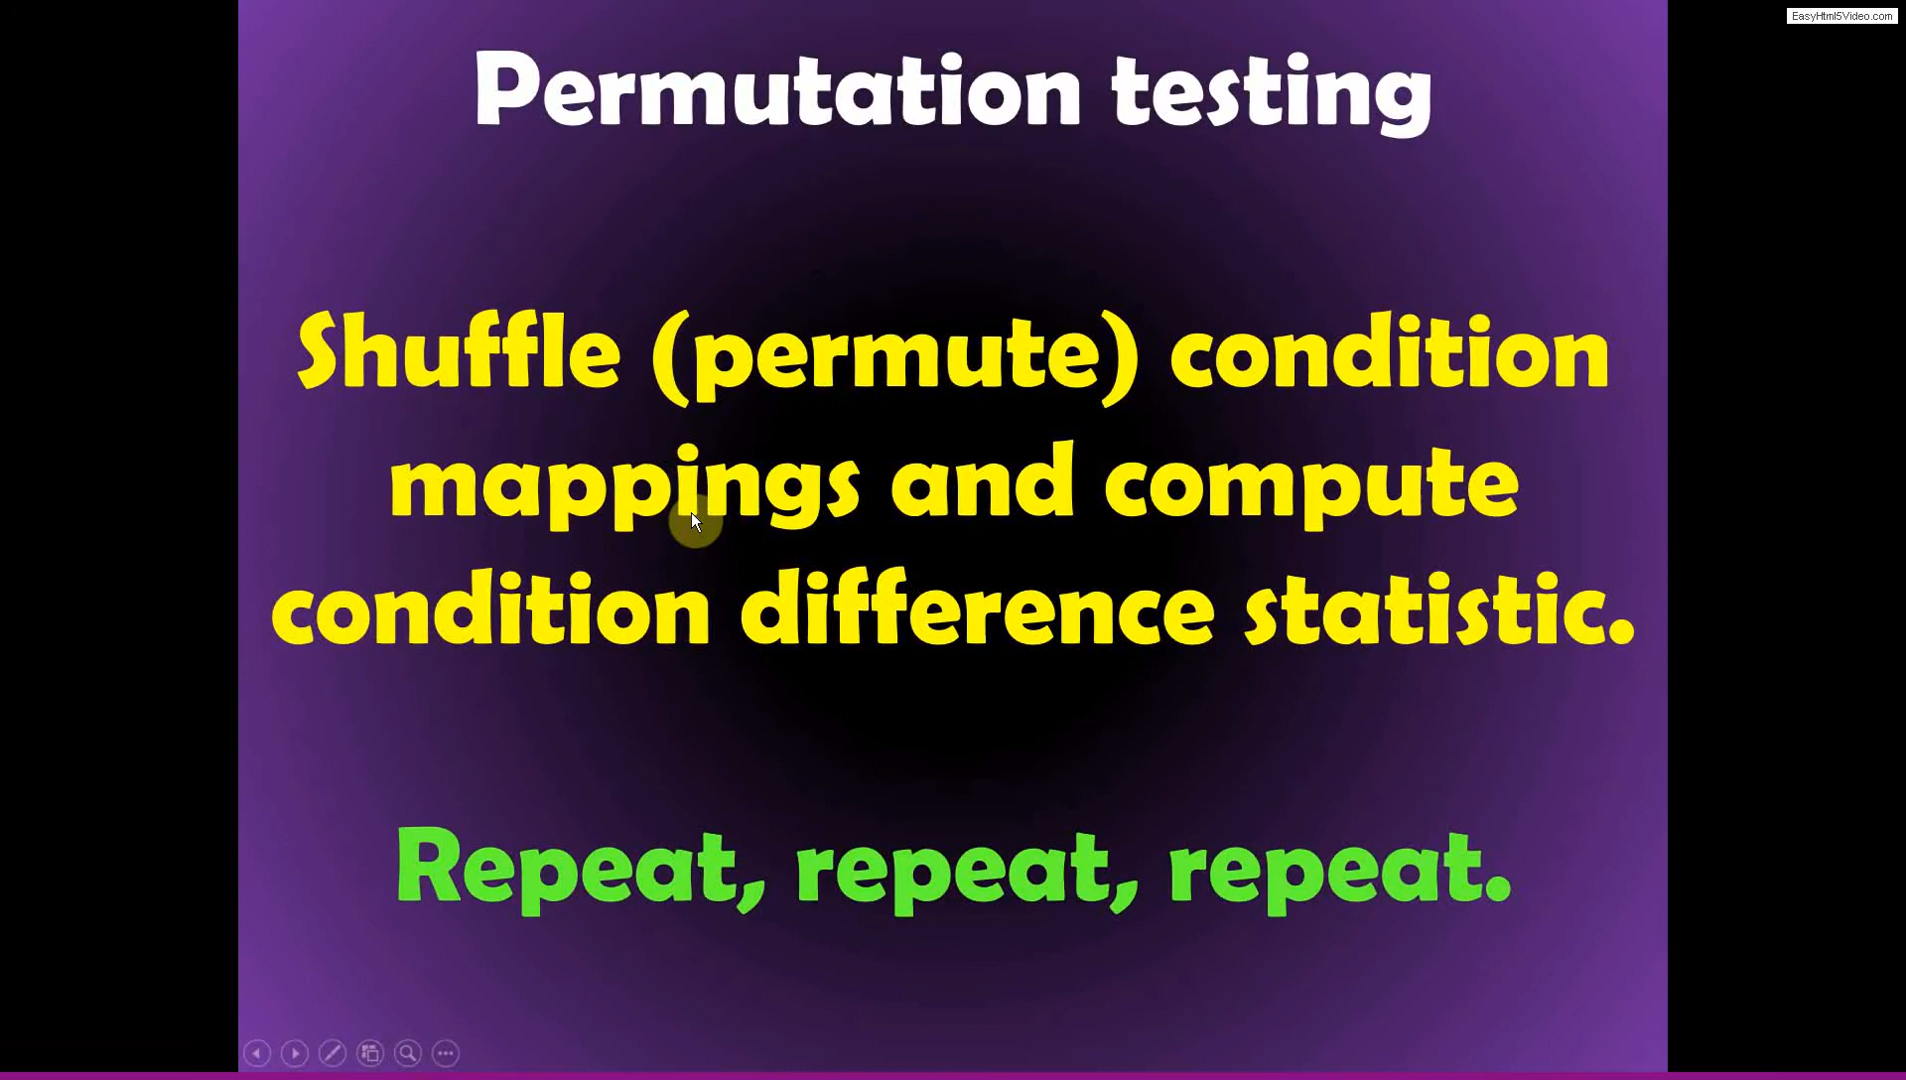 EasyHtml5Video.com
Permutation testing
Shuffle (permute) condition
mappings and compute
condition difference statistic.
Repeat, repeat, repeat.